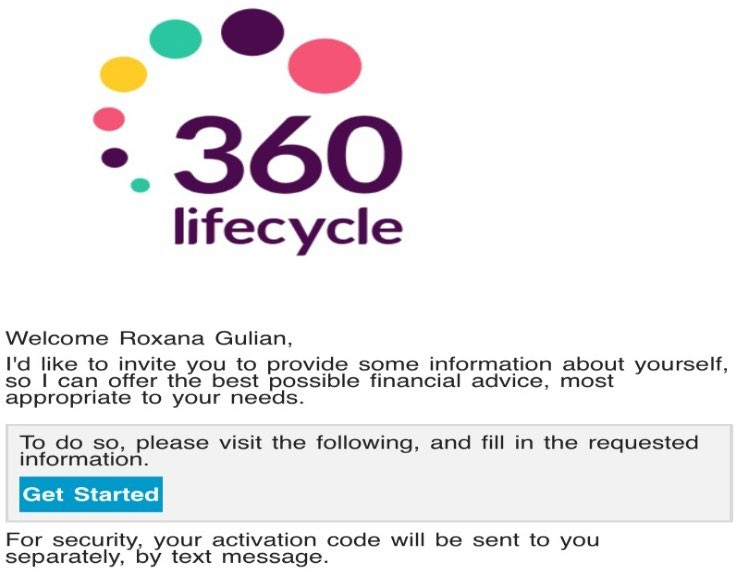 360
lifecycle
Welcome Roxana Gulian,
I'd like to invite you to provide some information about yourself,
so I can offer the best possible financial advice, most
appropriate to your needs.
To do so, please visit the following, and fill in the requested
information.
Get Started
For security, your activation code will be sent to you
separately, by text message.